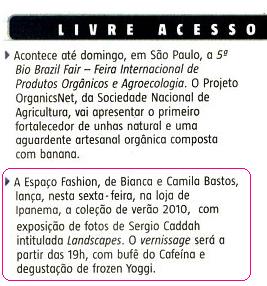 LIVRE ACESSO
Acontece até domingo, em São Paulo, a 5ª
Bio Brazil Fair – Feira Internacional de
Produtos Orgânicos e Agroecologia. O Projeto
OrganicsNet, da Sociedade Nacional de
Agricultura, vai apresentar o primeiro
fortalecedor de unhas natural e uma
aguardente artesanal orgânica composta
com banana.
A Espaço Fashion, de Bianca e Camila Bastos,
lança, nesta sexta-feira, na loja de
Ipanema, a coleção de verão 2010, com
exposição de fotos de Sergio Caddah
intitulada Landscapes. O vernissage será a
partir das 19h, com bufê do Cafeína e
degustação de frozen Yoggi.